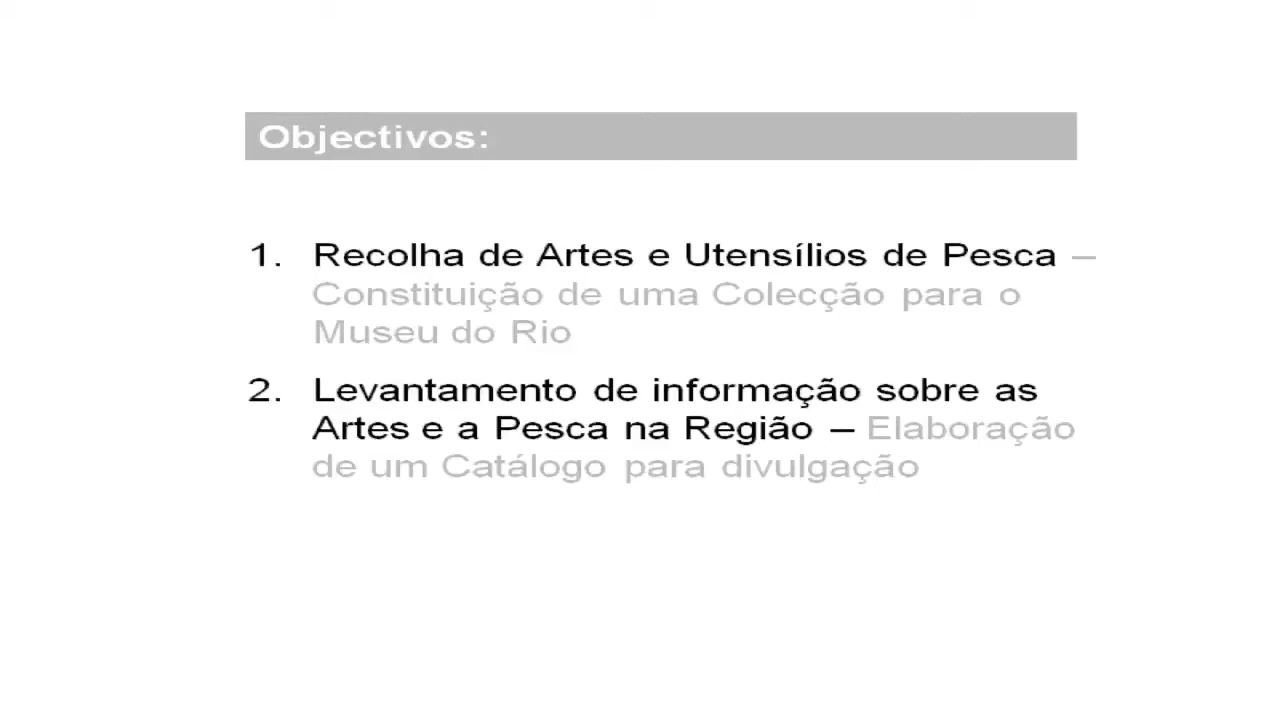 Objectivos:
1. Recolha de Artes e Utensílios de Pesca –
Constituição de uma Colecção para o
Museu do Rio
2. Levantamento de informação sobre as
Artes e a Pesca na Região – Elaboração
de um Catálogo para divulgação